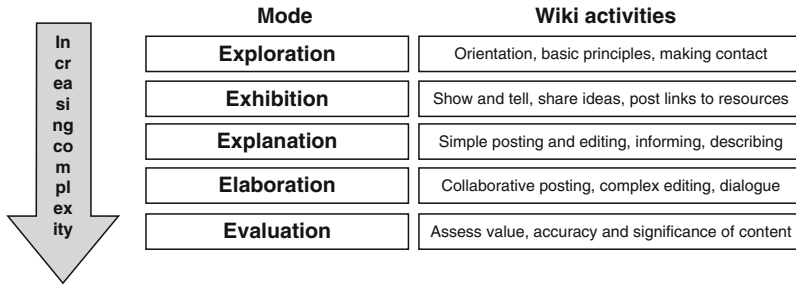 Mode Wiki activities
In
cr
ea
si
ng
co
m
pl
ex
ity
Exploration Orientation, basic principles, making contact
Exhibition Show and tell, share ideas, post links to resources
Explanation Simple posting and editing, informing, describing
Elaboration Collaborative posting, complex editing, dialogue
Evaluation Assess value, accuracy and significance of content